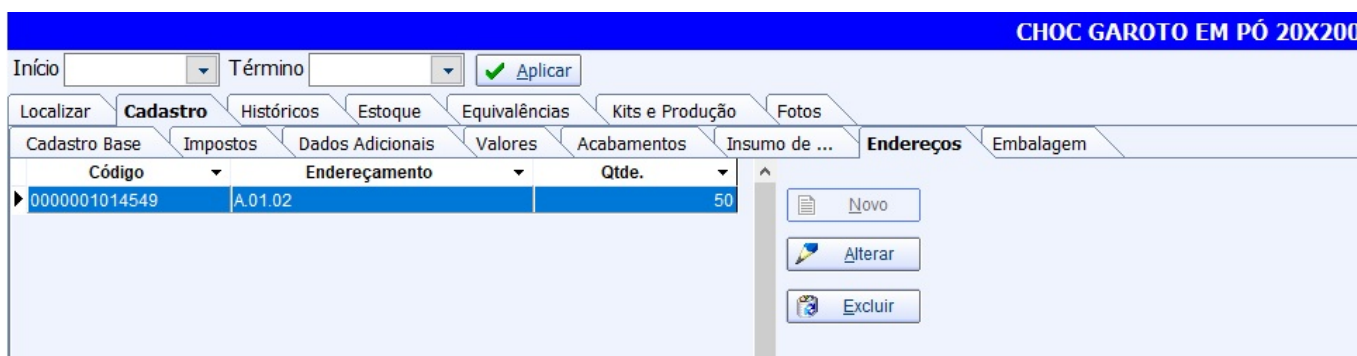 CHOC GAROTO EM PÓ 20X200
Início Término Aplicar
Localizar Cadastro Históricos Estoque Equivalências Kits e Produção Fotos
Cadastro Base Impostos Dados Adicionais Valores Acabamentos Insumo de ... Endereços Embalagem
Código Endereçamento Qtde.
0000001014549 A.01.02 50
Novo
Alterar
Excluir